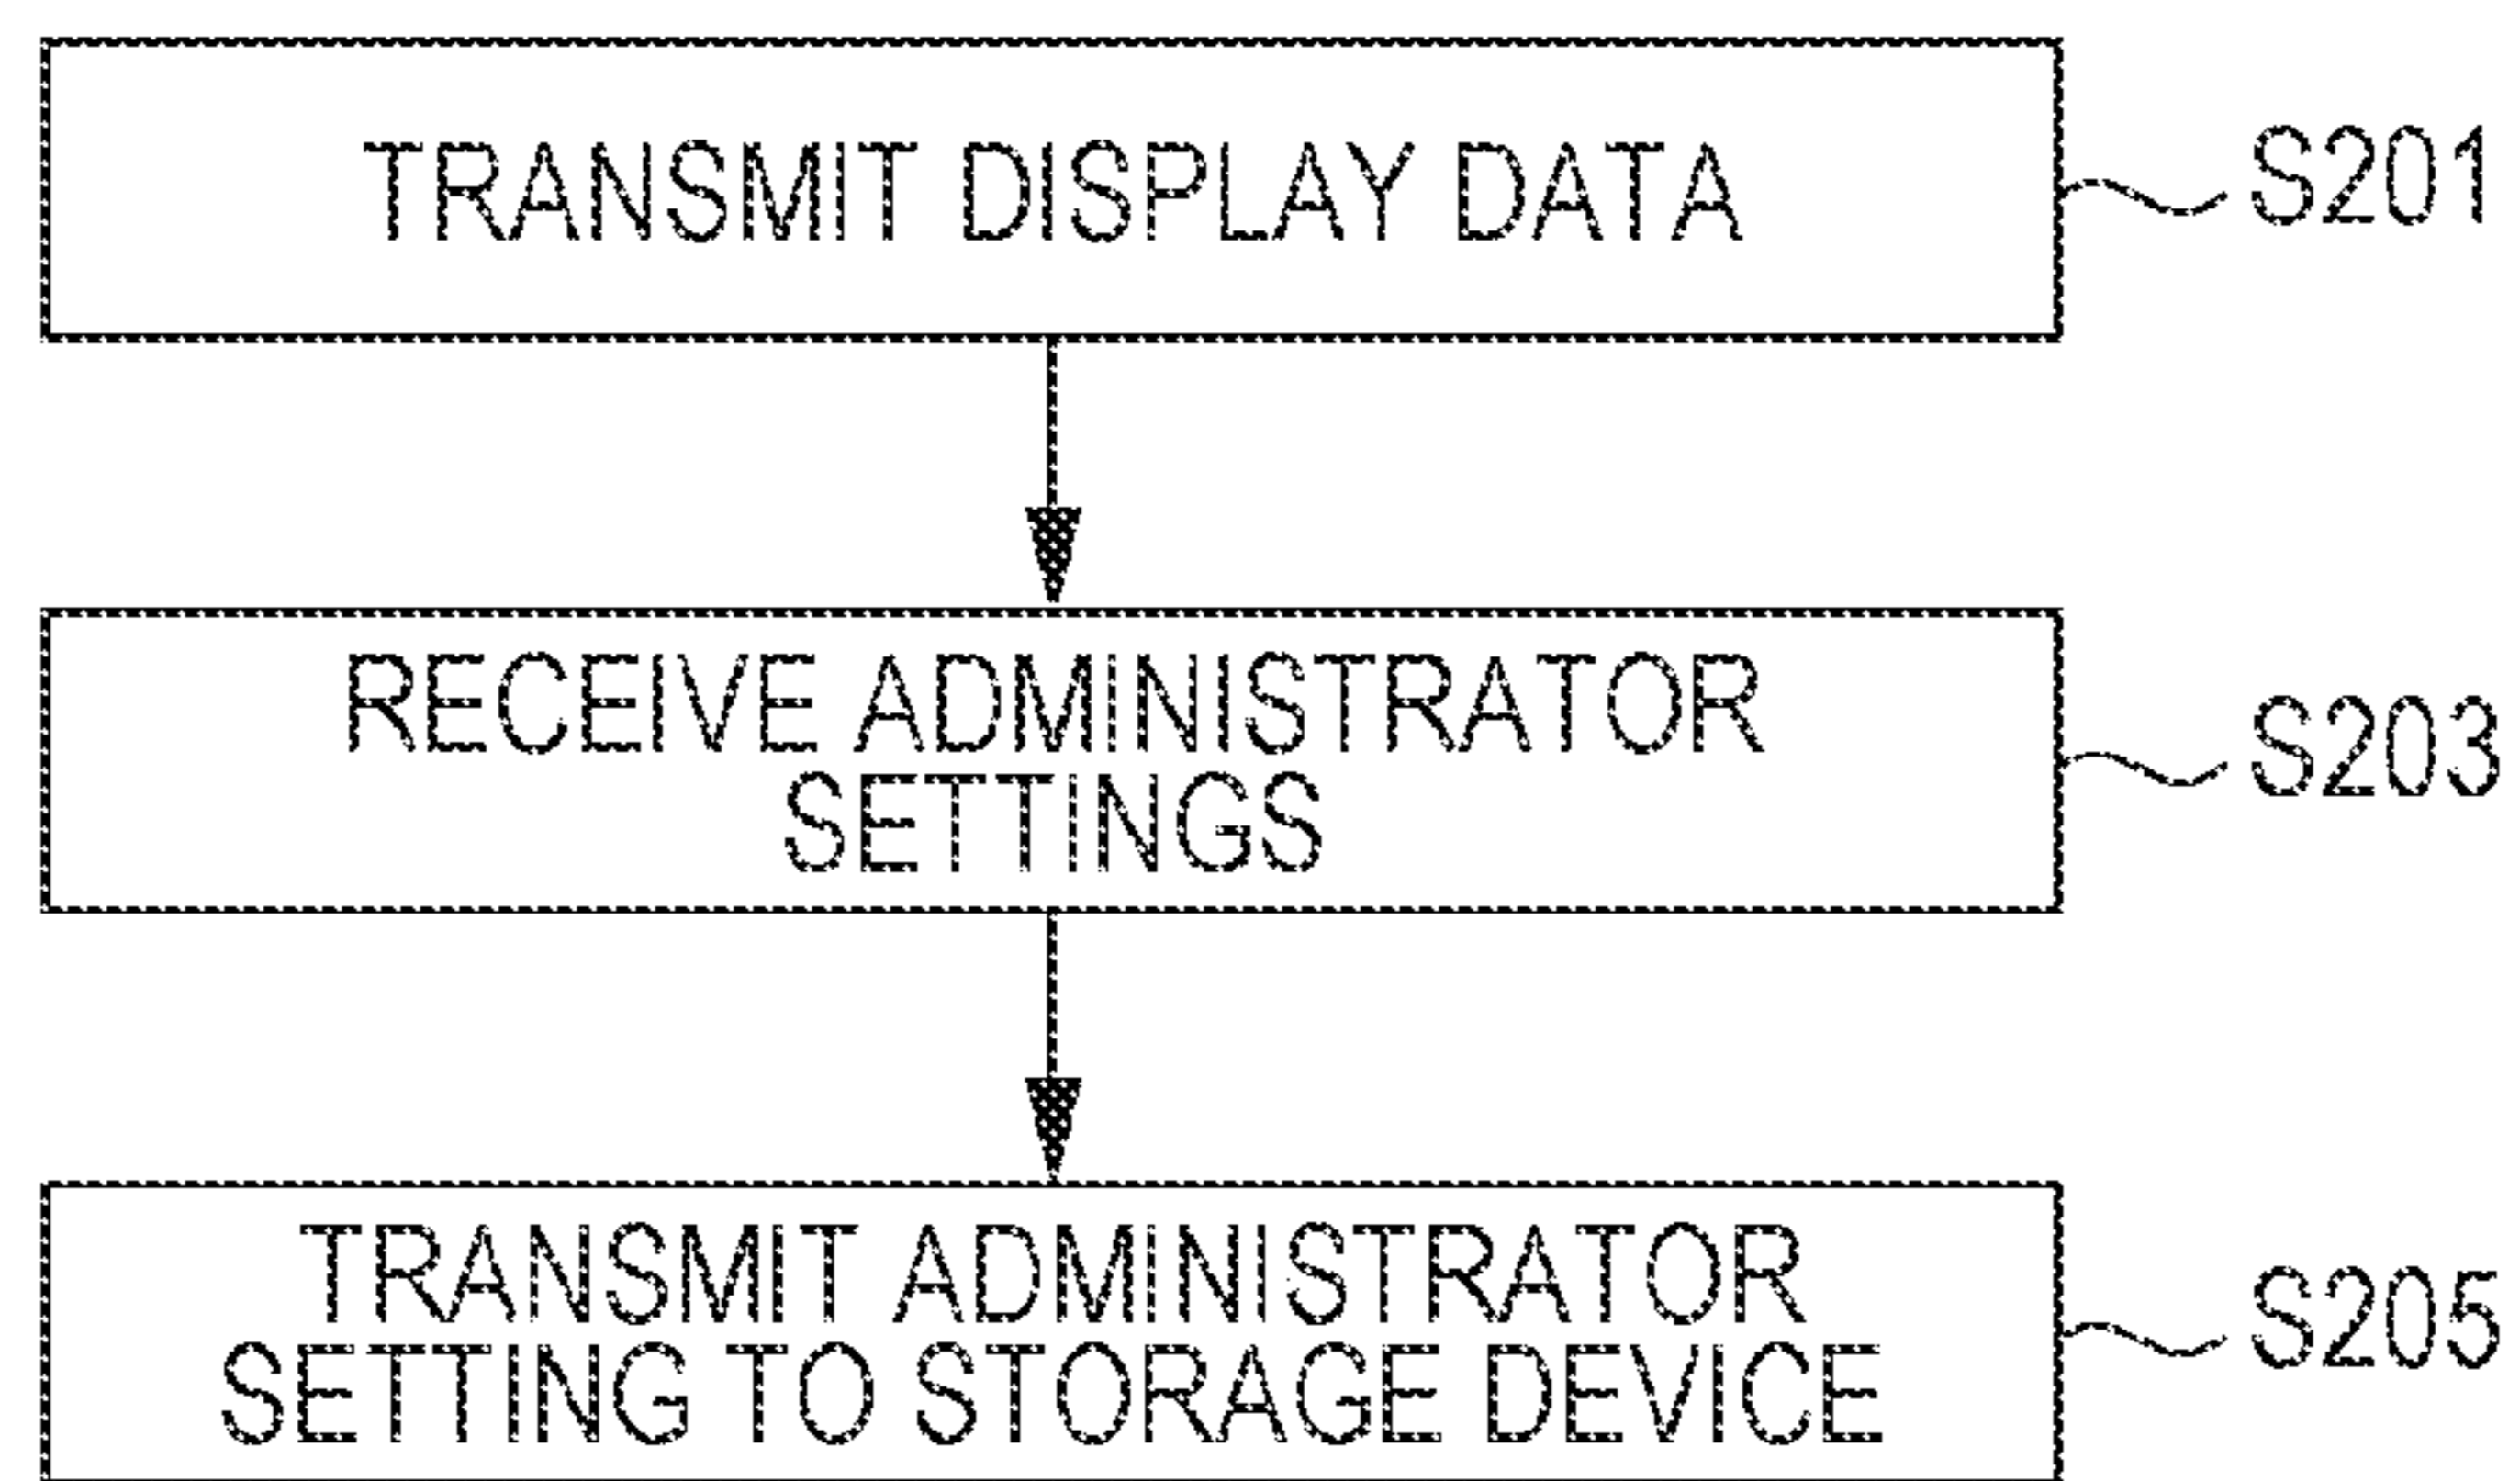 TRANSMIT DISPLAY DATA
S201
RECEIVE ADMINISTRATOR
SETTINGS
S203
TRANSMIT ADMINISTRATOR
SETTING TO STORAGE DEVICE
S205